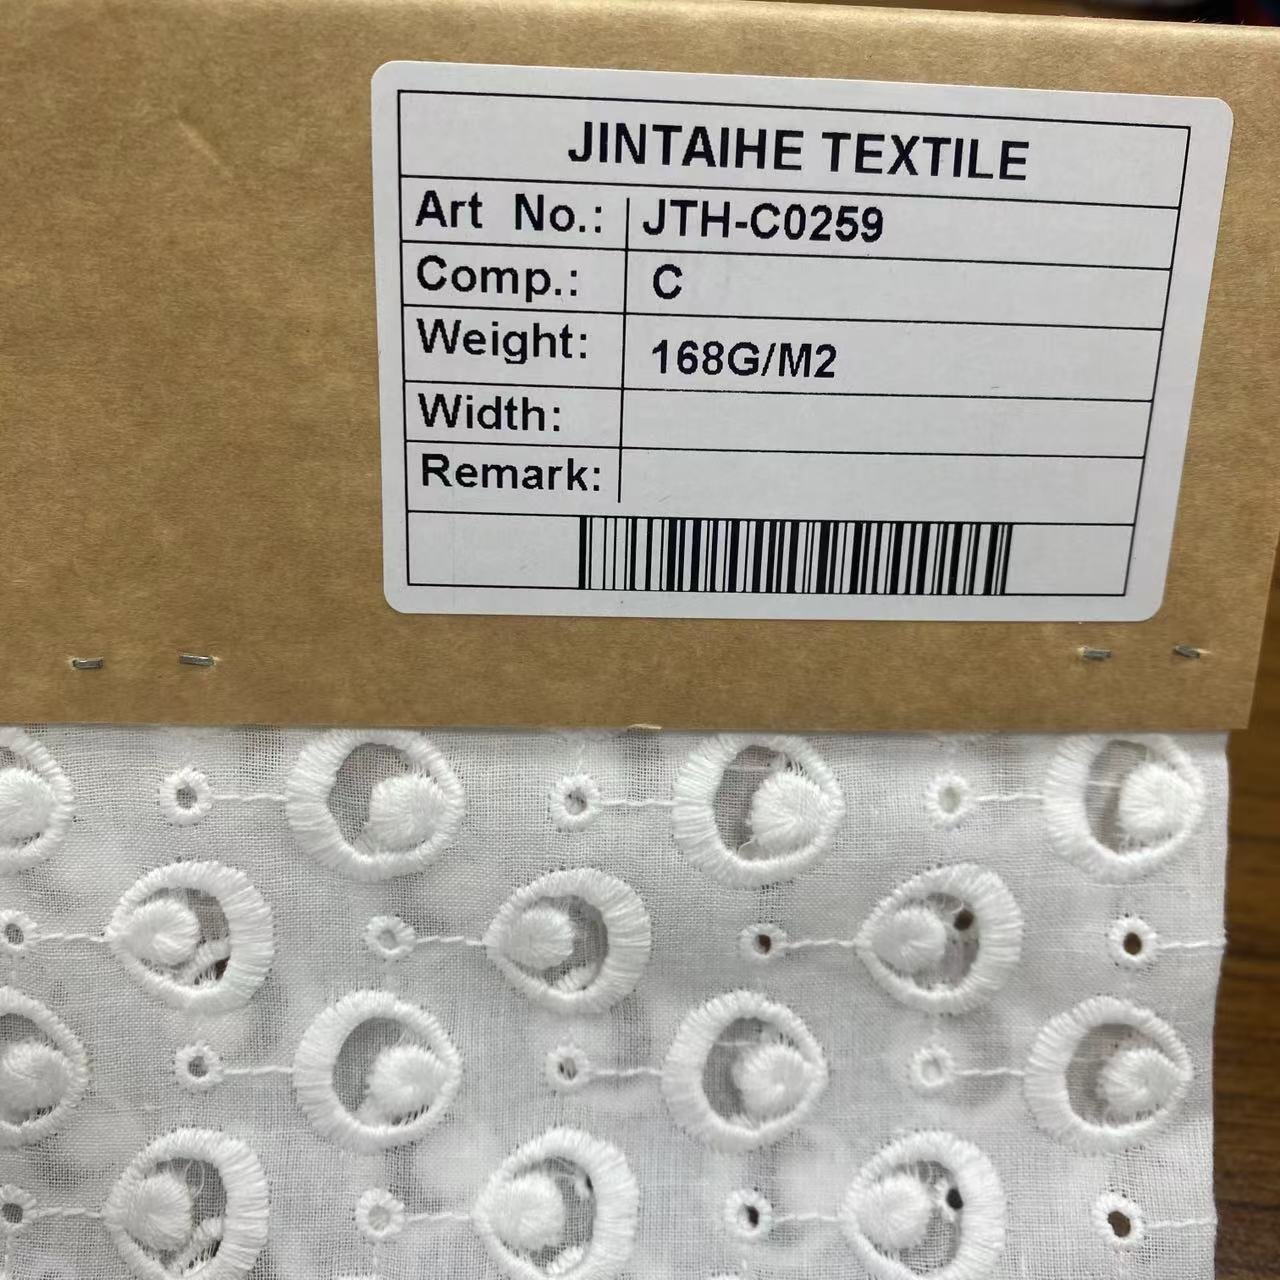 JINTAIHE TEXTILE
Art No.: JTH-C0259
Comp.: C
Weight: 168G/M2
Width:
Remark: